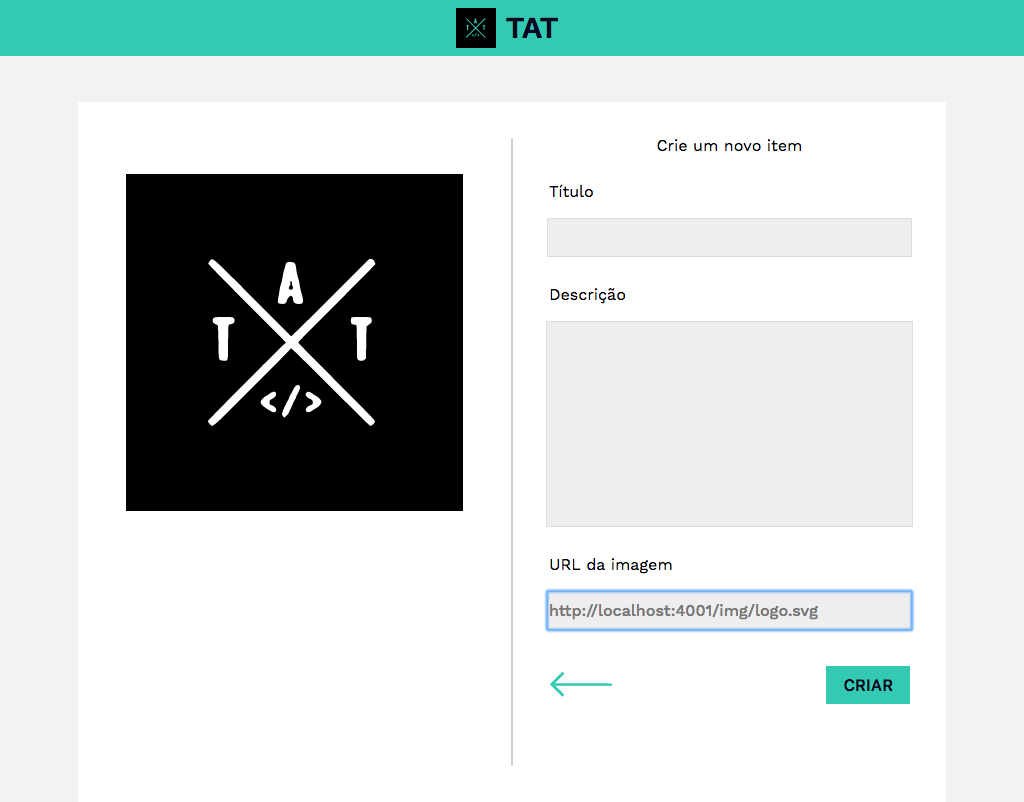 TAT
A
T T
</>
Crie um novo item
Título
Descrição
URL da imagem
http://localhost:4001/img/logo.svg
CRIAR